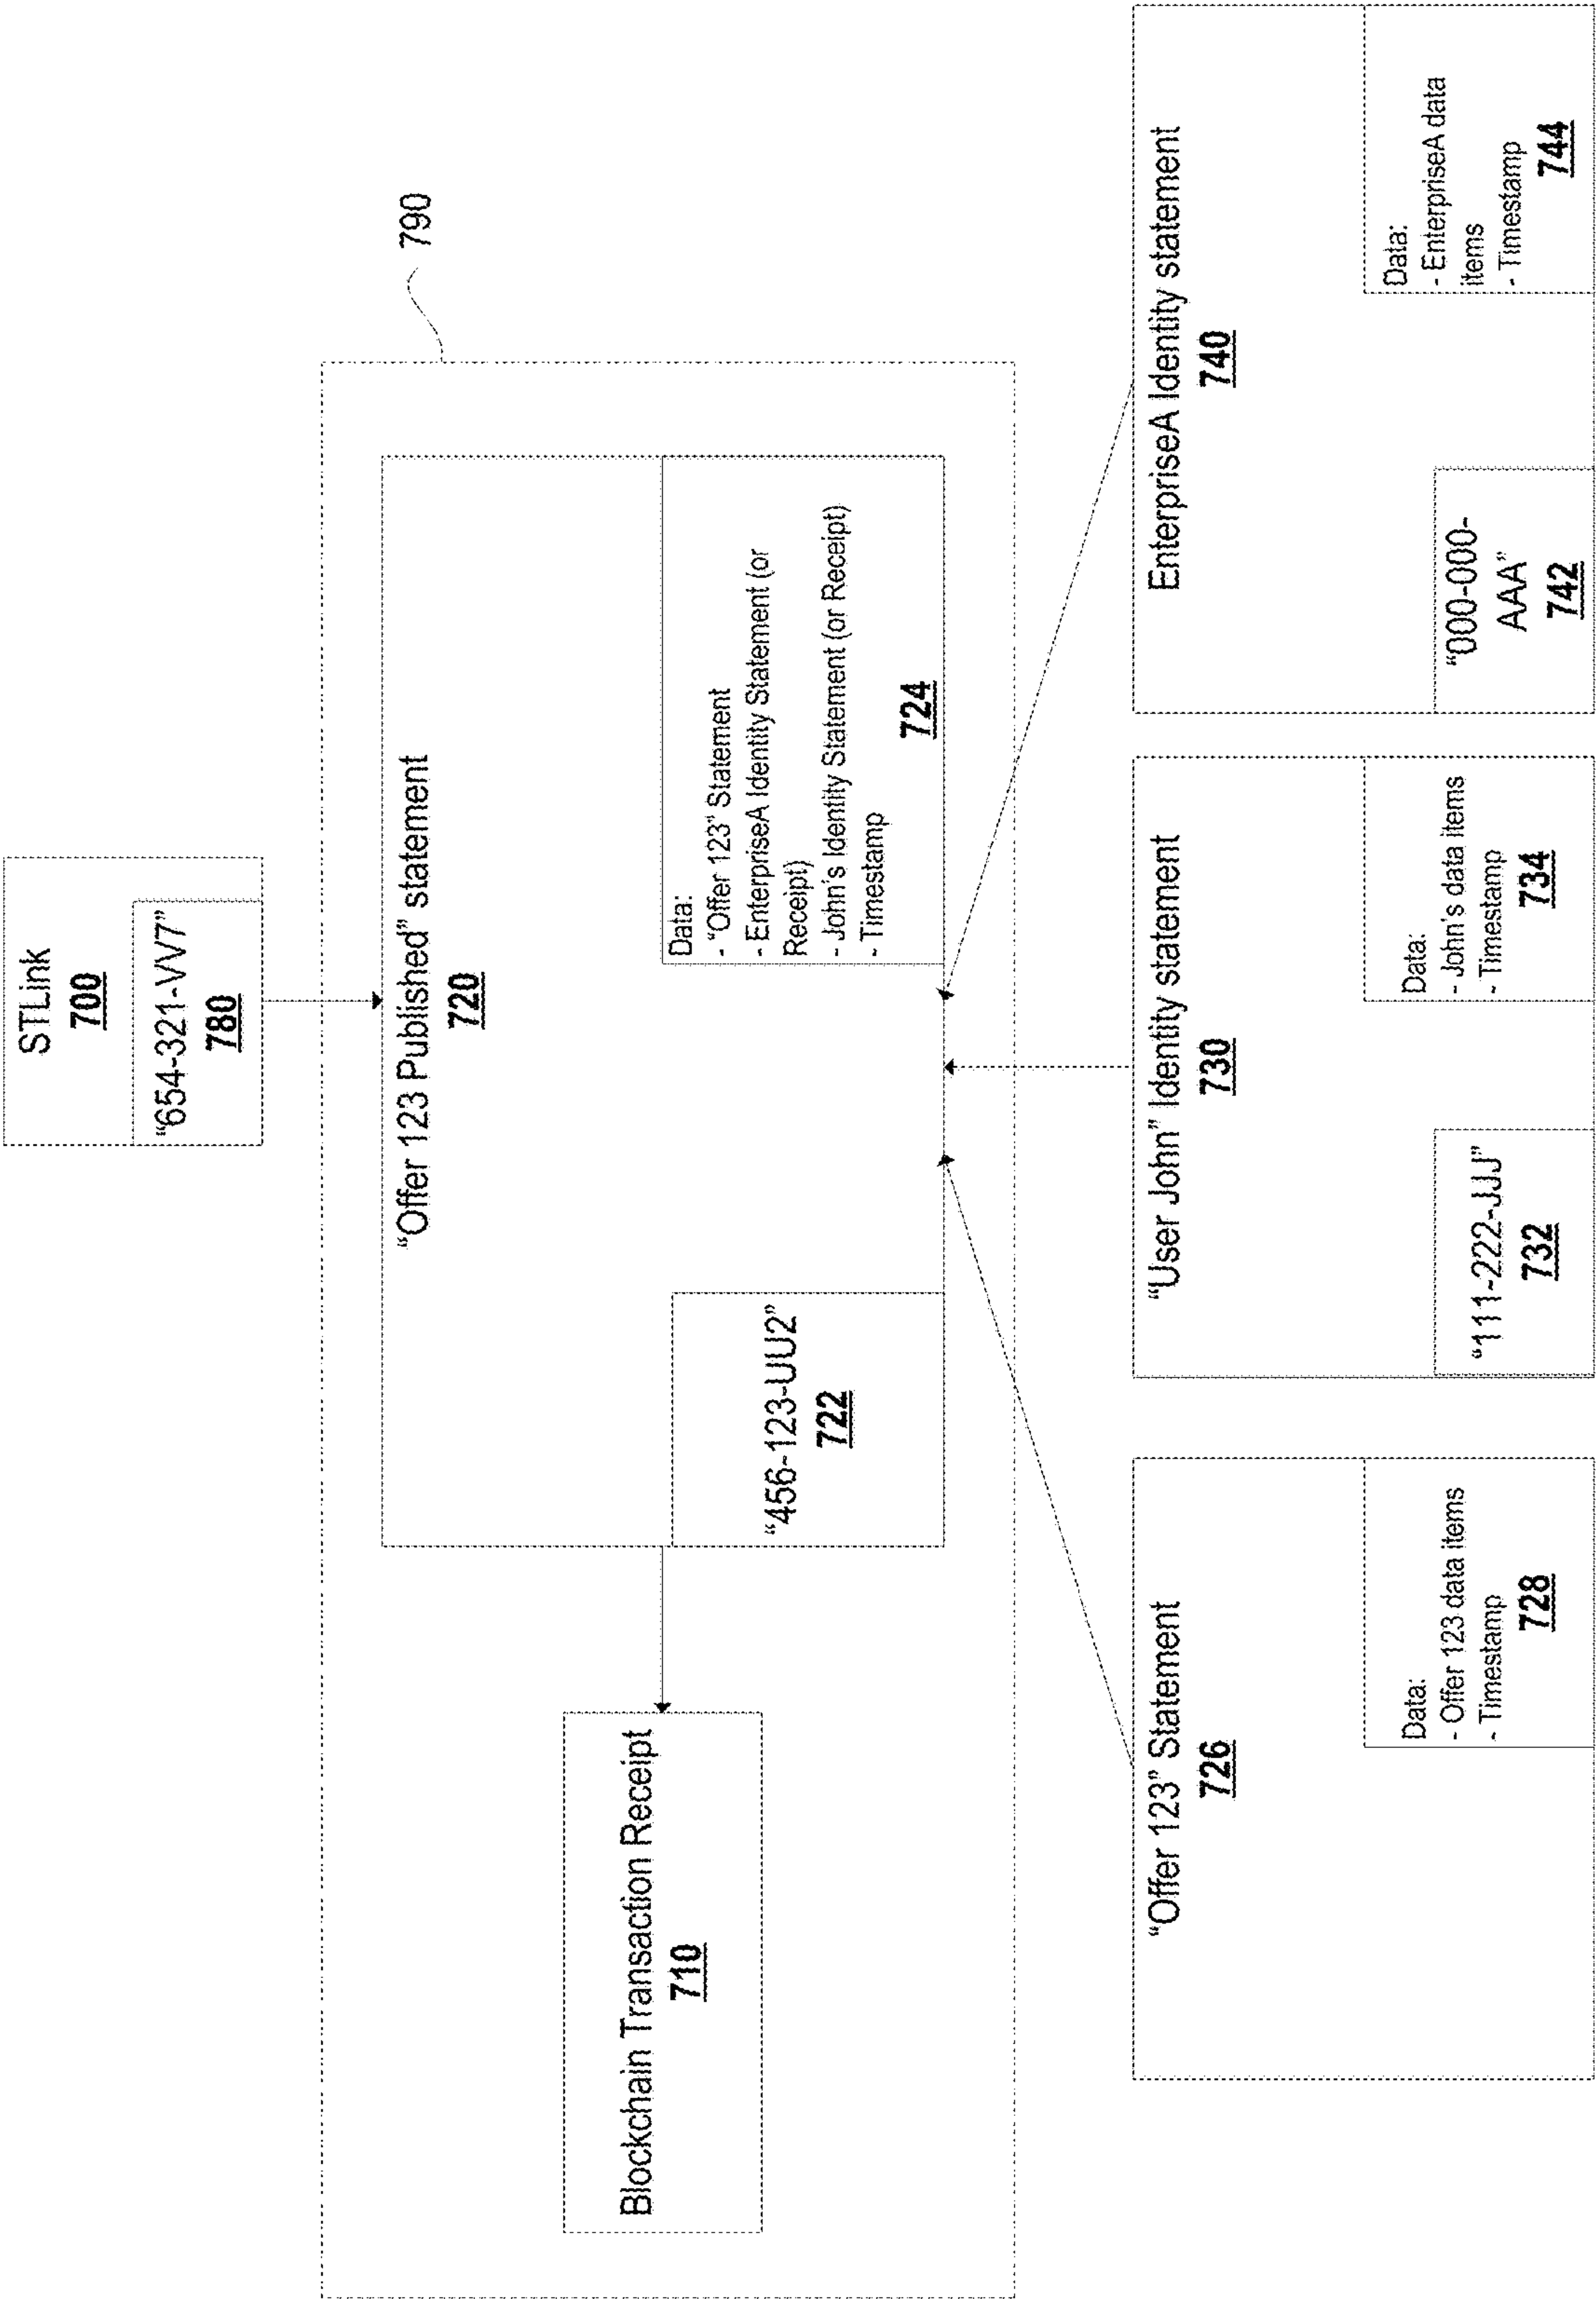 STLink
700
“654-321-VV7”
780
790
“Offer 123 Published” statement
720
Blockchain Transaction Receipt
710
“456-123-UU2”
722
Data:
- “Offer 123” Statement
- EnterpriseA Identity Statement (or
Receipt)
- John's Identity Statement (or Receipt)
- Timestamp
724
“Offer 123” Statement
726
Data:
- Offer 123 data items
- Timestamp
728
“User John” Identity statement
730
“111-222-JJJ”
732
Data:
- John's data items
- Timestamp
734
EnterpriseA Identity statement
740
“000-000-
AAA”
742
Data:
- EnterpriseA data
items
- Timestamp
744